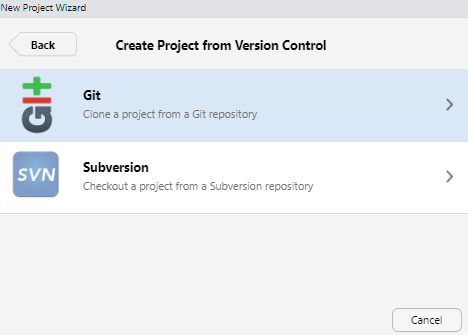 New Project Wizard
Back
Create Project from Version Control
git
Git
Clone a project from a Git repository
SVN
Subversion
Checkout a project from a Subversion repository
Cancel